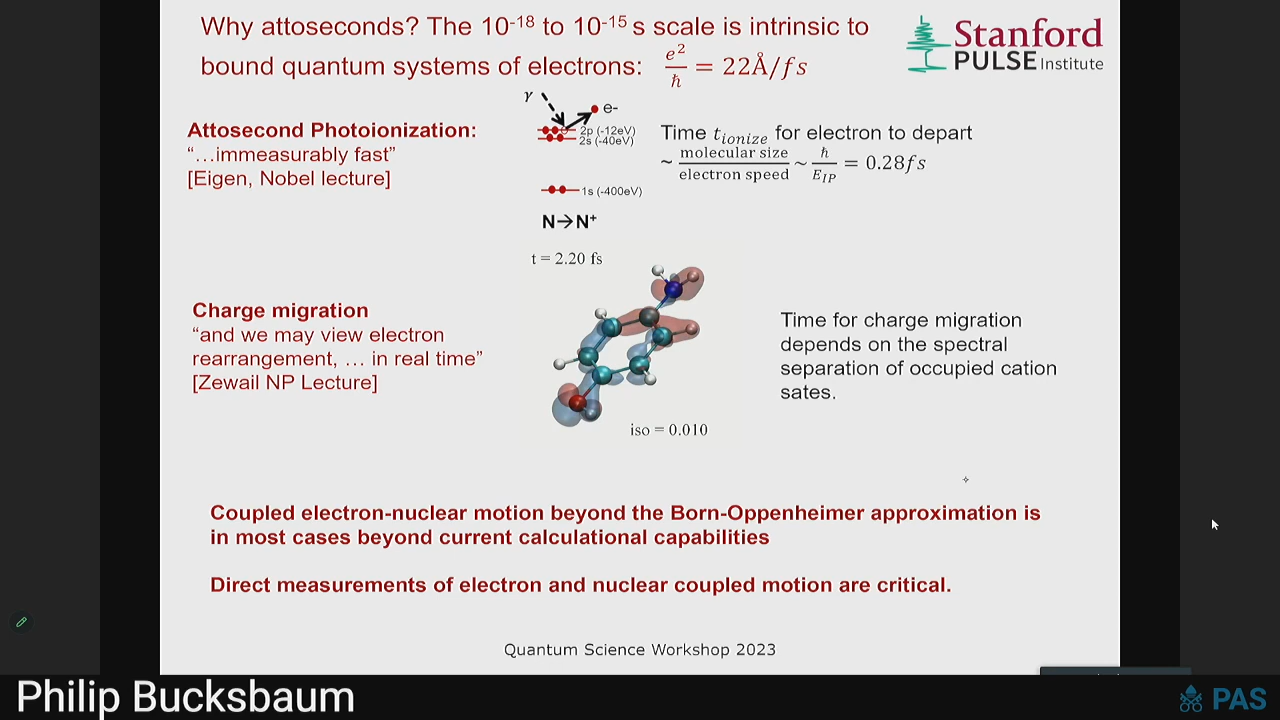 Why attoseconds? The 10-18 to 10-15 s scale is intrinsic to
bound quantum systems of electrons: e²/ℏ = 22Å/fs
Stanford
PULSE Institute
γ
e-
2p (-12eV)
2s (-40eV)
1s (-400eV)
N→N+
Attosecond Photoionization:
“…immeasurably fast”
[Eigen, Nobel lecture]
Time tionize for electron to depart
~ molecular size/electron speed ~ ℏ/EIP = 0.28fs
t = 2.20 fs
iso = 0.010
Charge migration
“and we may view electron
rearrangement, … in real time”
[Zewail NP Lecture]
Time for charge migration
depends on the spectral
separation of occupied cation
sates.
Coupled electron-nuclear motion beyond the Born-Oppenheimer approximation is
in most cases beyond current calculational capabilities
Direct measurements of electron and nuclear coupled motion are critical.
Quantum Science Workshop 2023
Philip Bucksbaum
PAS